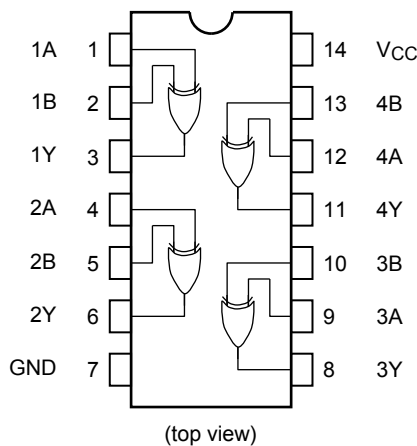 1A 1 14 VCC
1B 2 13 4B
1Y 3 12 4A
2A 4 11 4Y
2B 5 10 3B
2Y 6 9 3A
GND 7 8 3Y
(top view)